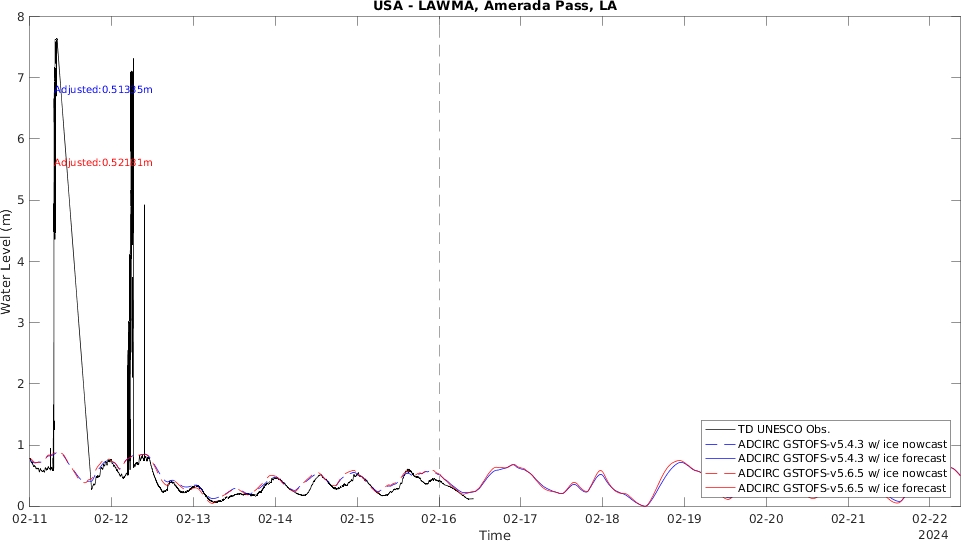 USA - LAWMA, Amerada Pass, LA
8
7
6
5
4
3
2
1
0
Water Level (m)
Adjusted:0.51335m
Adjusted:0.52131m
TD UNESCO Obs.
ADCIRC GSTOFS-v5.4.3 w/ ice nowcast
ADCIRC GSTOFS-v5.4.3 w/ ice forecast
ADCIRC GSTOFS-v5.6.5 w/ ice nowcast
ADCIRC GSTOFS-v5.6.5 w/ ice forecast
02-11 02-12 02-13 02-14 02-15 02-16 02-17 02-18 02-19 02-20 02-21 02-22
Time
2024